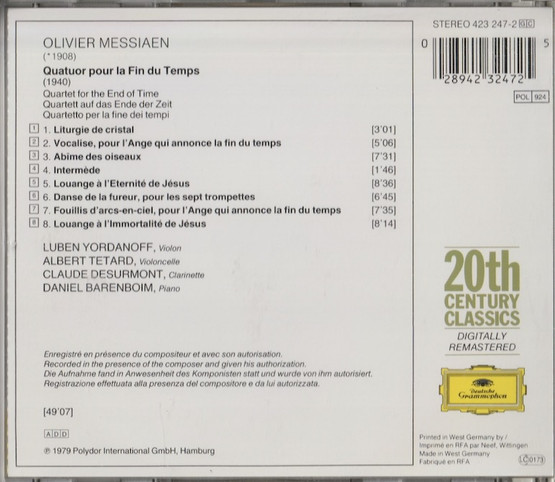 OLIVIER MESSIAEN
(*1908)
Quatuor pour la Fin du Temps
(1940)
Quartet for the End of Time
Quartett auf das Ende der Zeit
Quartetto per la fine dei tempi
1 1. Liturgie de cristal [3'01]
2 2. Vocalise, pour l'Ange qui annonce la fin du temps [5'06]
3 3. Abime des oiseaux [7'31]
4 4. Intermède [1'46]
5 5. Louange à l'Eternité de Jésus [8'36]
6 6. Danse de la fureur, pour les sept trompettes [6'45]
7 7. Fouillis d'arcs-en-ciel, pour l'Ange qui annonce la fin du temps [7'35]
8 8. Louange à l'Immortalité de Jésus [8'14]
LUBEN YORDANOFF, Violon
ALBERT TETARD, Violoncelle
CLAUDE DESURMONT, Clarinette
DANIEL BARENBOIM, Piano
Enregistré en présence du compositeur et avec son autorisation.
Recorded in the presence of the composer and given his authorization.
Die Aufnahme fand in Anwesenheit des Komponisten statt und wurde von ihm autorisiert.
Registrazione effettuata alla presenza del compositore e da lui autorizzata.
[49'07]
ADD
℗ 1979 Polydor International GmbH, Hamburg
STEREO 423 247-2 GC
0 28942 32472 5
POL 924
20th
CENTURY
CLASSICS
DIGITALLY
REMASTERED
Deutsche
Grammophon
Printed in West Germany by /
Imprimé en RFA par Neef, Wittingen
Made in West Germany
Fabriqué en RFA
LC 0173